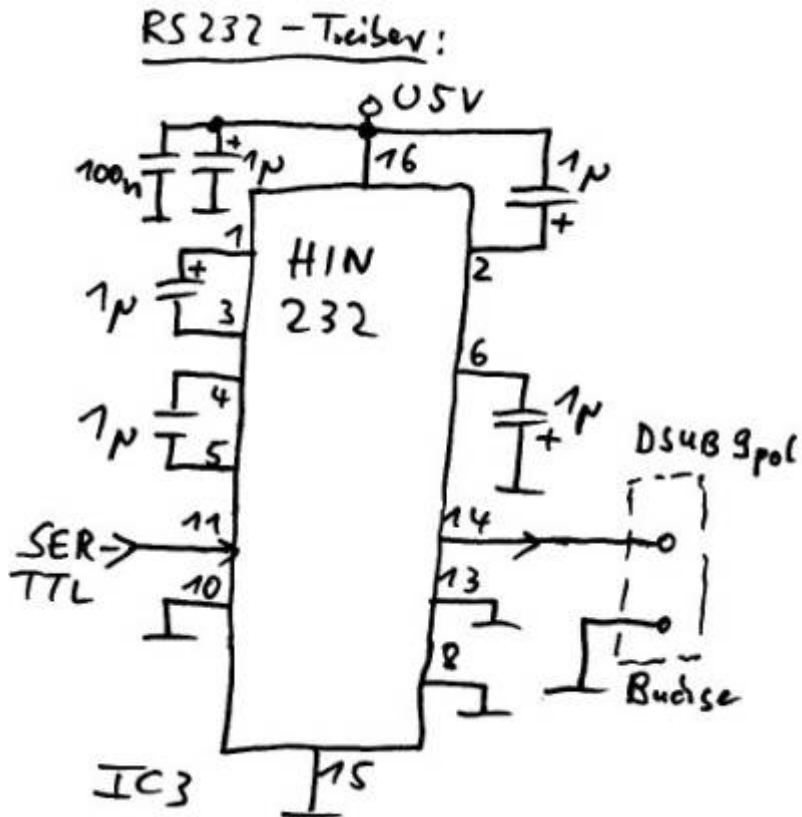 RS232-Treiber:
U5V
100n
+
1µ
16
1µ
+
1
HIN
232
2
+
1µ
3
6
4
1µ
5
1µ
+
DSUB 9pol
11
14
SER
TTL
10
13
8
Buchse
IC3
15